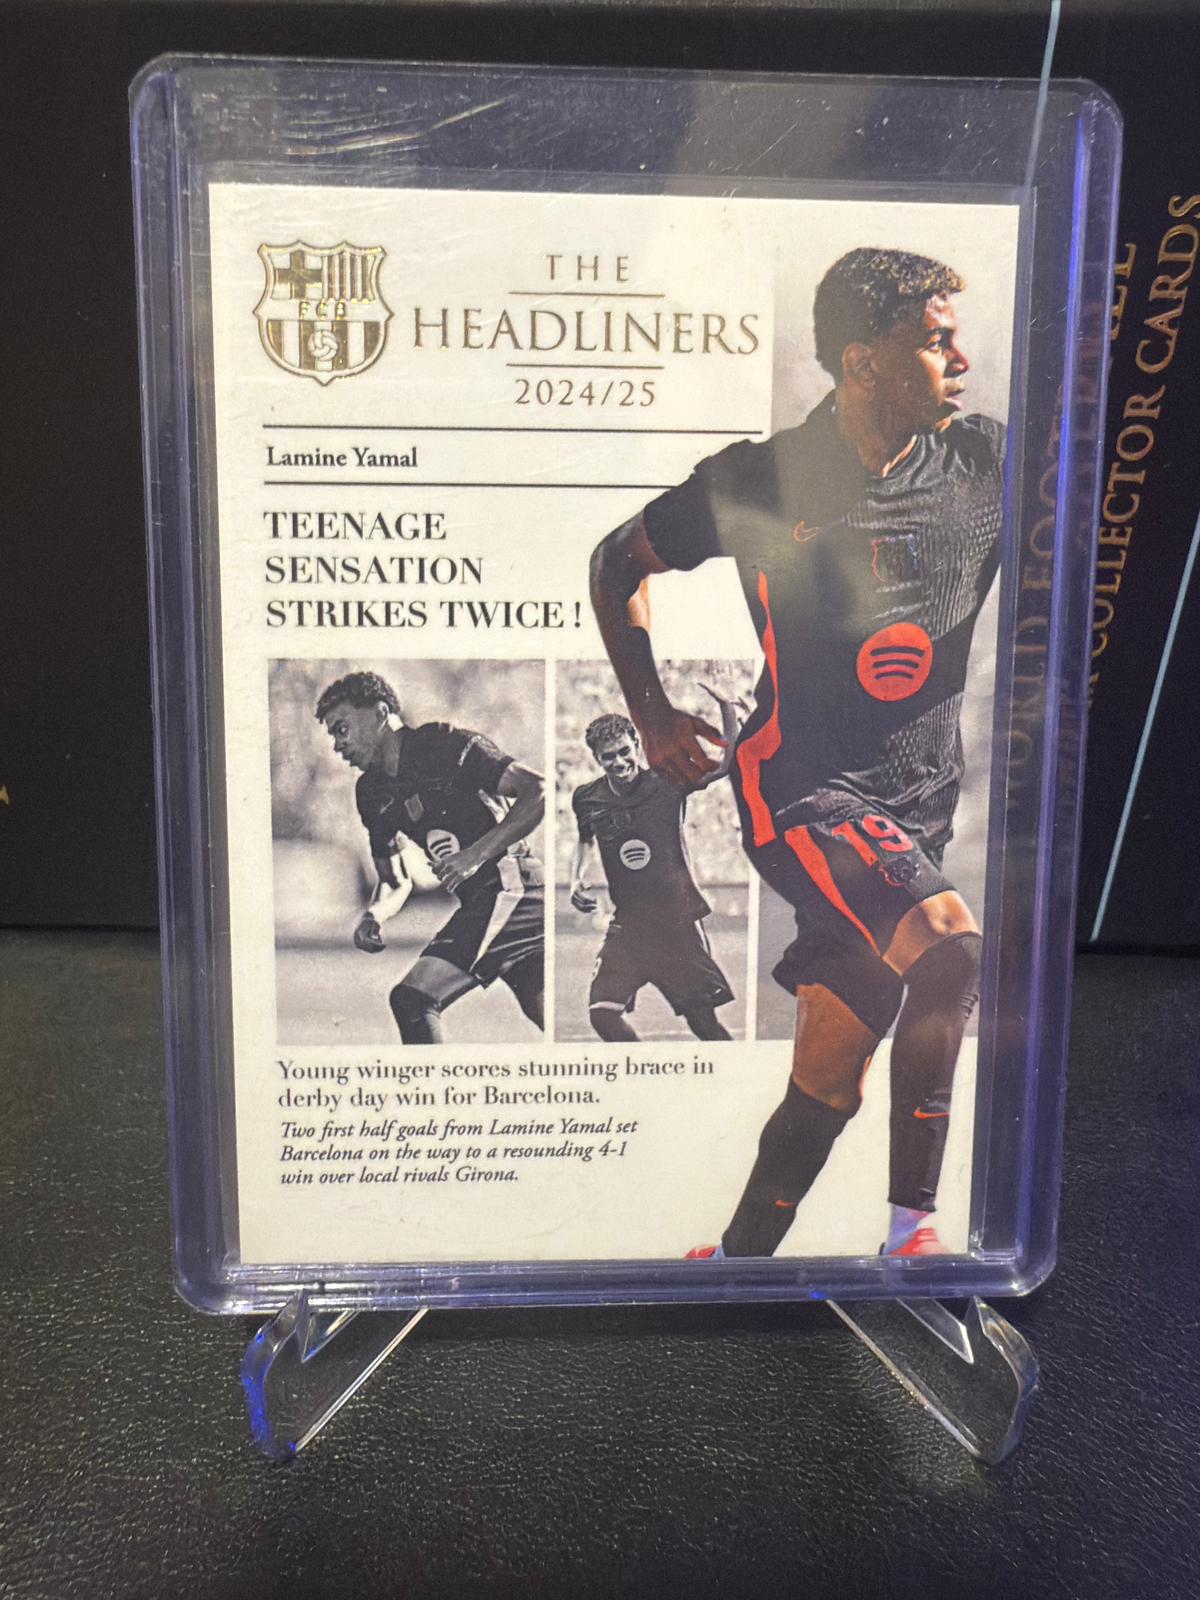 FCB
THE
HEADLINERS
2024/25
Lamine Yamal
TEENAGE
SENSATION
STRIKES TWICE!
19
Young winger scores stunning brace in
derby day win for Barcelona.
Two first half goals from Lamine Yamal set
Barcelona on the way to a resounding 4-1
win over local rivals Girona.
WORLD
COLLECTOR CARDS